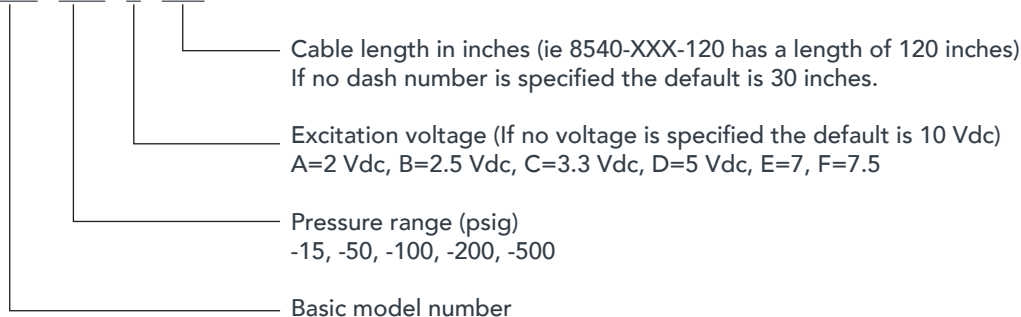 Cable length in inches (ie 8540-XXX-120 has a length of 120 inches)
If no dash number is specified the default is 30 inches.
Excitation voltage (If no voltage is specified the default is 10 Vdc)
A=2 Vdc, B=2.5 Vdc, C=3.3 Vdc, D=5 Vdc, E=7, F=7.5
Pressure range (psig)
-15, -50, -100, -200, -500
Basic model number